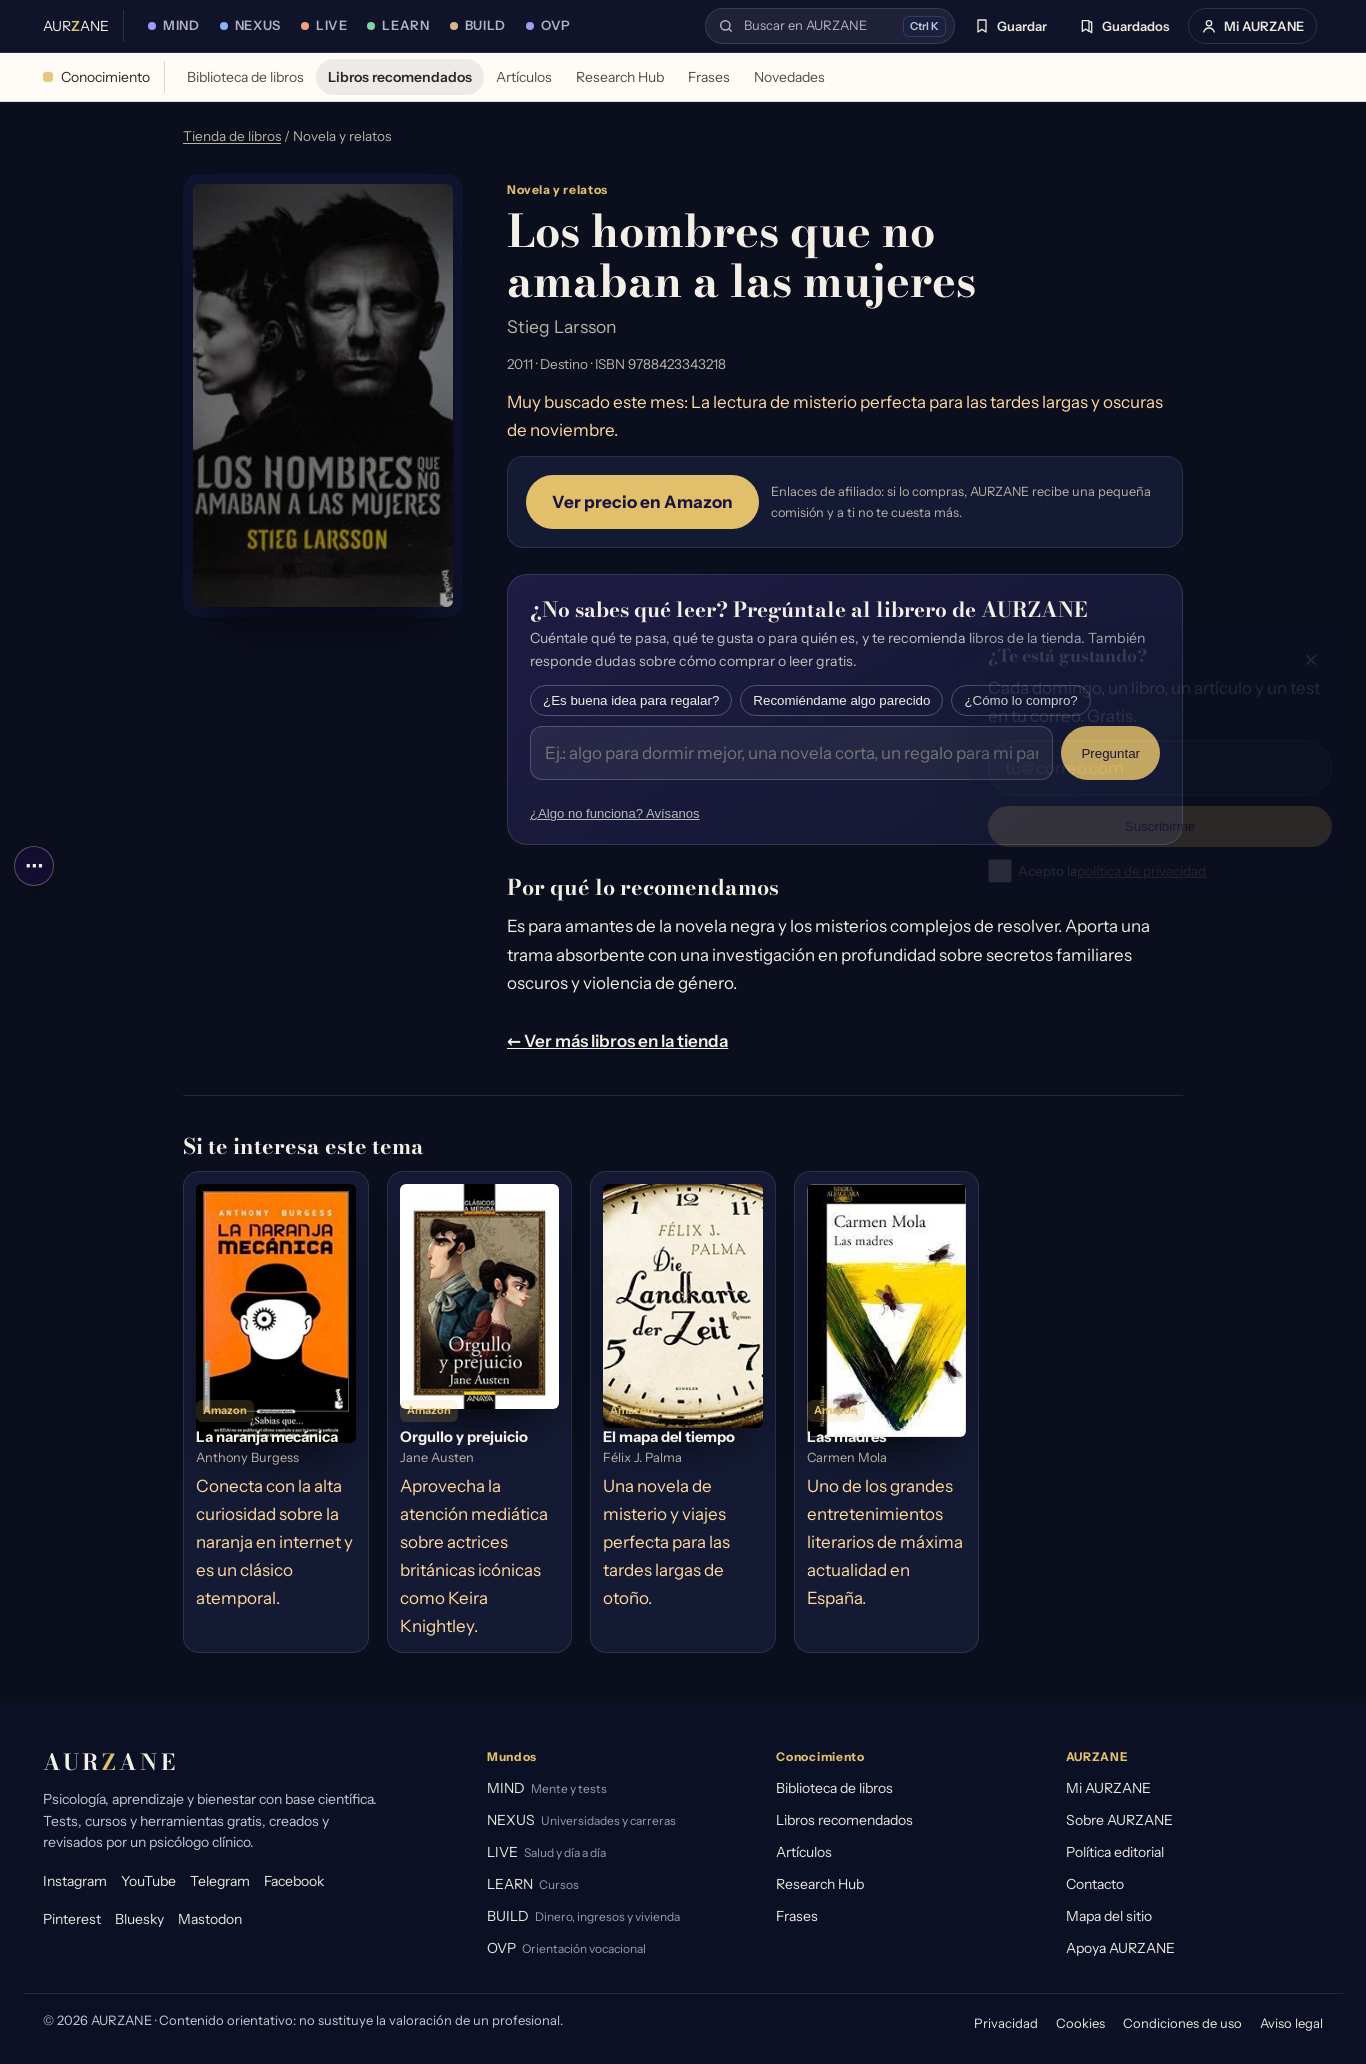 AURZANE
MIND
NEXUS
LIVE
LEARN
BUILD
OVP
Buscar en AURZANE
Ctrl K
Guardar
Guardados
Mi AURZANE
Conocimiento
Biblioteca de libros
Libros recomendados
Artículos
Research Hub
Frases
Novedades
Tienda de libros / Novela y relatos
LOS HOMBRES QUE NO
AMABAN A LAS MUJERES
STIEG LARSSON
Novela y relatos
Los hombres que no
amaban a las mujeres
Stieg Larsson
2011 · Destino · ISBN 9788423343218
Muy buscado este mes: La lectura de misterio perfecta para las tardes largas y oscuras
de noviembre.
Ver precio en Amazon
Enlaces de afiliado: si lo compras, AURZANE recibe una pequeña
comisión y a ti no te cuesta más.
¿No sabes qué leer? Pregúntale al librero de AURZANE
Cuéntale qué te pasa, qué te gusta o para quién es, y te recomienda libros de la tienda. También
responde dudas sobre cómo comprar o leer gratis.
¿Es buena idea para regalar?
Recomiéndame algo parecido
¿Cómo lo compro?
Ej.: algo para dormir mejor, una novela corta, un regalo para mi par
Preguntar
¿Algo no funciona? Avísanos
¿Te está gustando?
Cada domingo, un libro, un artículo y un test
en tu correo. Gratis.
Suscribirme
Acepto la política de privacidad
Por qué lo recomendamos
Es para amantes de la novela negra y los misterios complejos de resolver. Aporta una
trama absorbente con una investigación en profundidad sobre secretos familiares
oscuros y violencia de género.
← Ver más libros en la tienda
Si te interesa este tema
ANTHONY BURGESS
LA NARANJA
MECÁNICA
¿Sabías que...
Amazon
La naranja mecánica
Anthony Burgess
Conecta con la alta
curiosidad sobre la
naranja en internet y
es un clásico
atemporal.
CLÁSICOS
A MEDIDA
Orgullo
y prejuicio
Jane Austen
ANAYA
Amazon
Orgullo y prejuicio
Jane Austen
Aprovecha la
atención mediática
sobre actrices
británicas icónicas
como Keira
Knightley.
12
11
FÉLIX J.
PALMA
Die
Landkarte
der Zeit
Roman
5
7
KINDLER
Amazon
El mapa del tiempo
Félix J. Palma
Una novela de
misterio y viajes
perfecta para las
tardes largas de
otoño.
NEGRA
ALFAGUARA
Carmen Mola
Las madres
Amazon
Las madres
Carmen Mola
Uno de los grandes
entretenimientos
literarios de máxima
actualidad en
España.
AURZANE
Psicología, aprendizaje y bienestar con base científica.
Tests, cursos y herramientas gratis, creados y
revisados por un psicólogo clínico.
Instagram
YouTube
Telegram
Facebook
Pinterest
Bluesky
Mastodon
Mundos
MIND Mente y tests
NEXUS Universidades y carreras
LIVE Salud y día a día
LEARN Cursos
BUILD Dinero, ingresos y vivienda
OVP Orientación vocacional
Conocimiento
Biblioteca de libros
Libros recomendados
Artículos
Research Hub
Frases
AURZANE
Mi AURZANE
Sobre AURZANE
Política editorial
Contacto
Mapa del sitio
Apoya AURZANE
© 2026 AURZANE · Contenido orientativo: no sustituye la valoración de un profesional.
Privacidad
Cookies
Condiciones de uso
Aviso legal